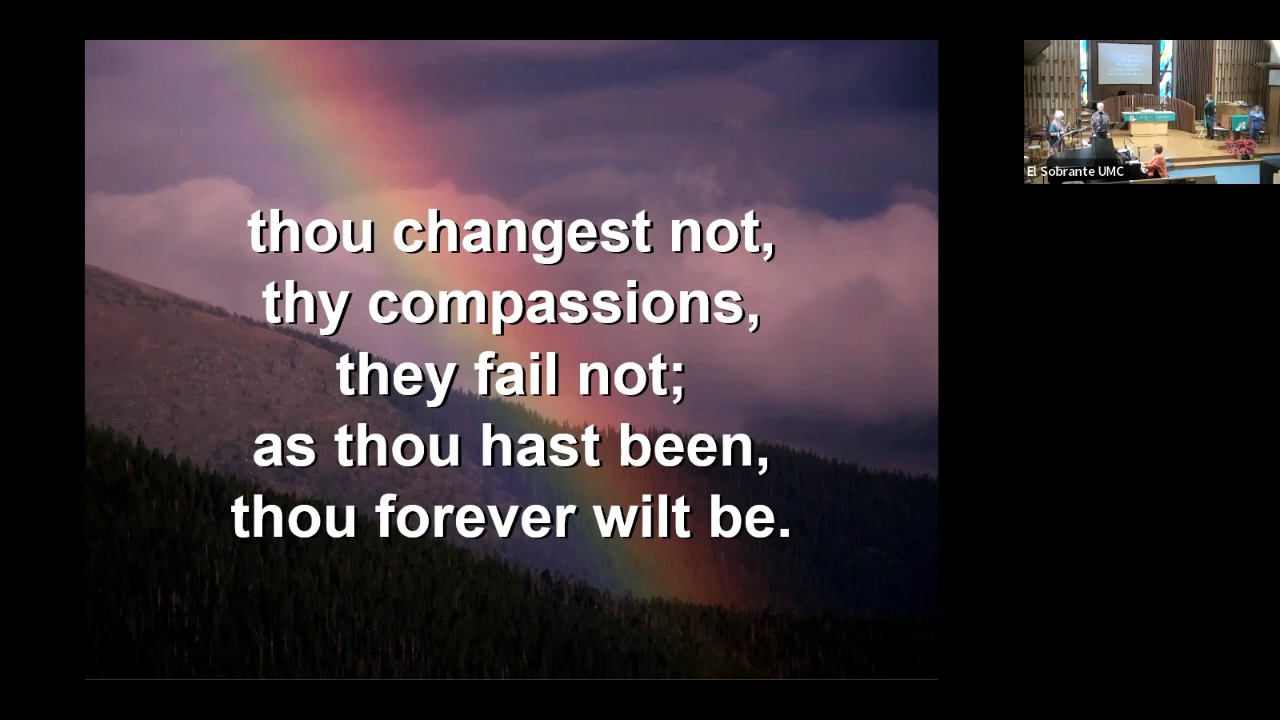 thou changest not,
thy compassions,
they fail not;
as thou hast been,
thou forever wilt be.
El Sobrante UMC